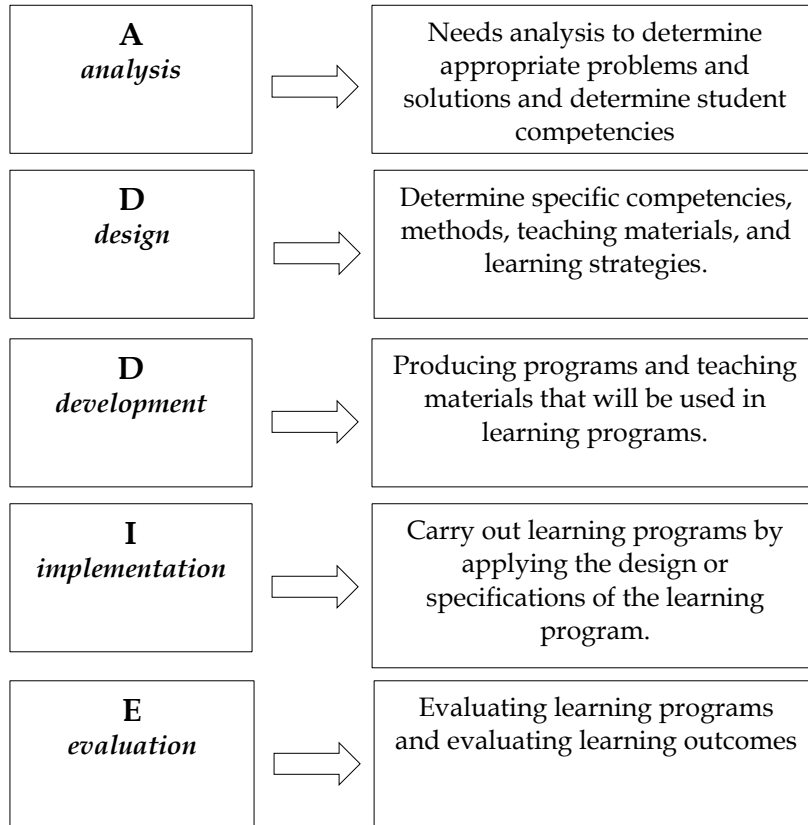 A
analysis
Needs analysis to determine
appropriate problems and
solutions and determine student
competencies
D
design
Determine specific competencies,
methods, teaching materials, and
learning strategies.
D
development
Producing programs and teaching
materials that will be used in
learning programs.
I
implementation
Carry out learning programs by
applying the design or
specifications of the learning
program.
E
evaluation
Evaluating learning programs
and evaluating learning outcomes